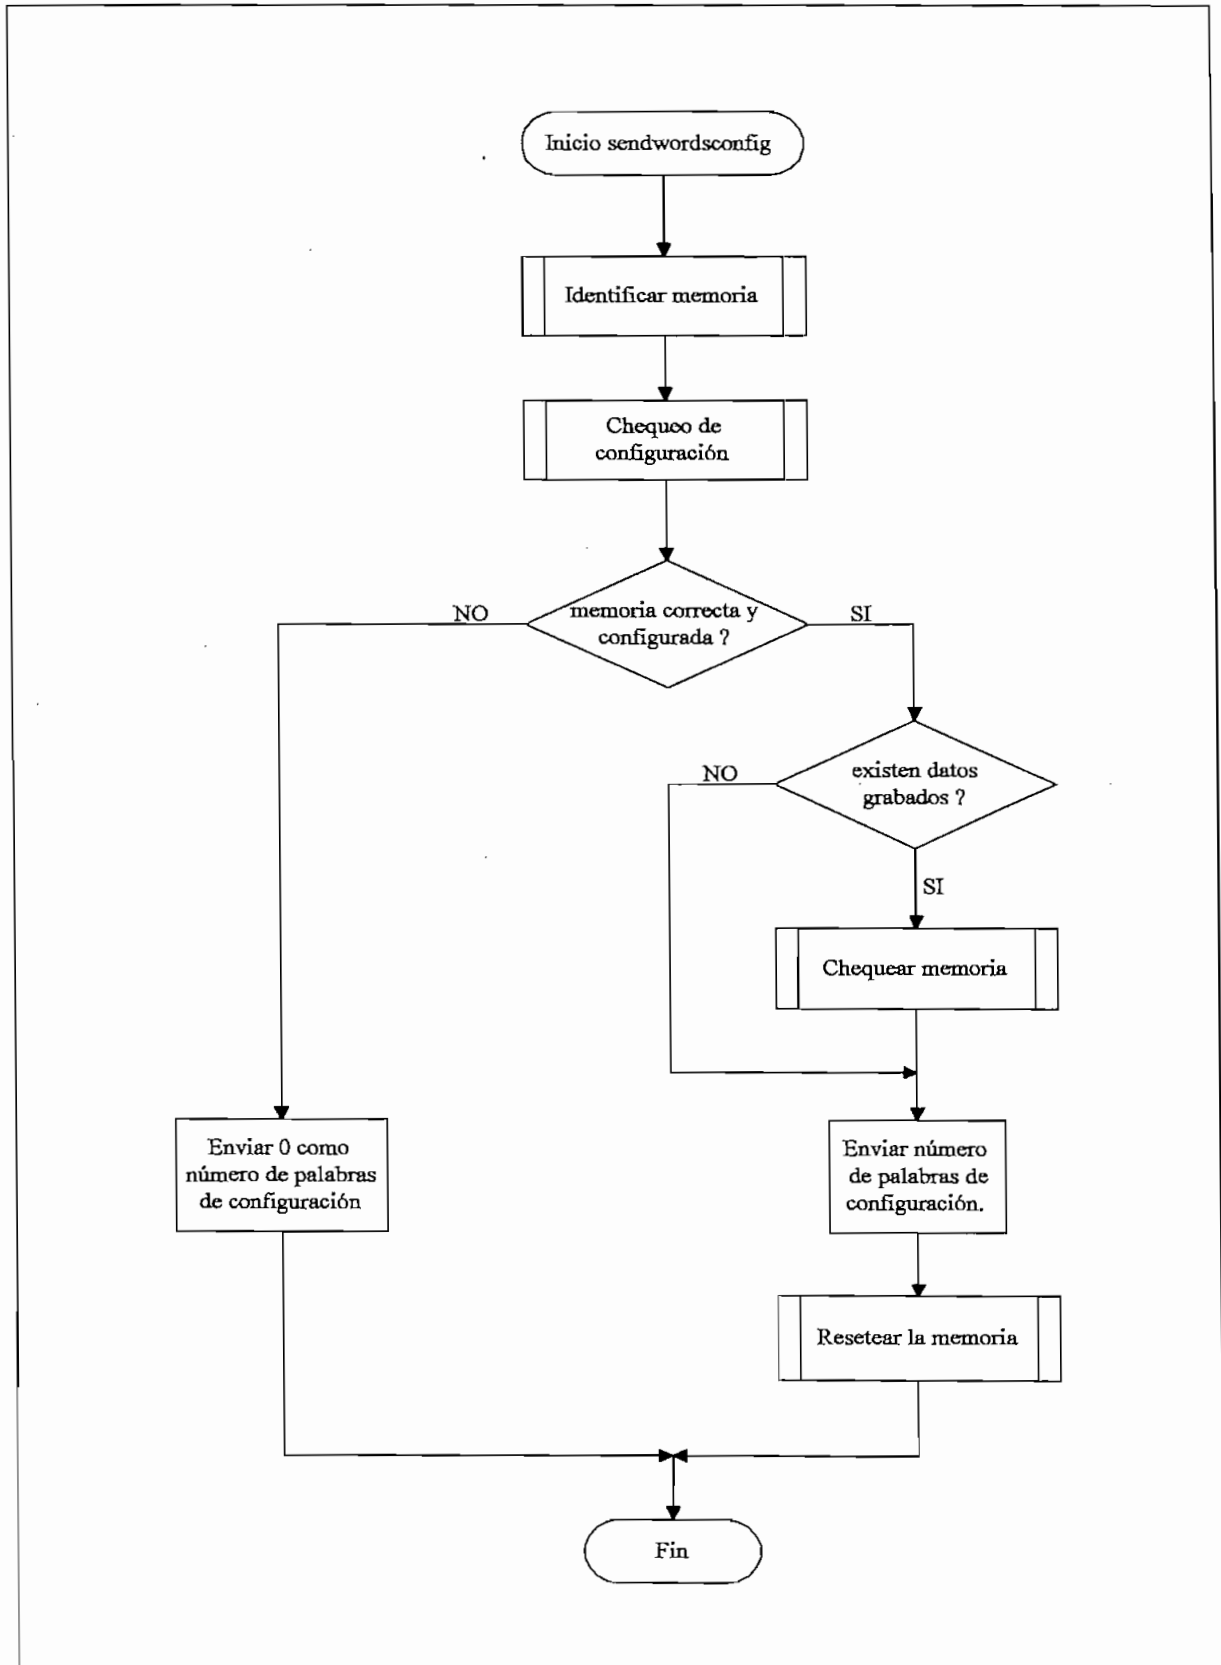 Inicio sendwordsconfig
Identificar memoria
Chequeo de
configuración
memoria correcta y
configurada ?
NO
SI
existen datos
grabados ?
NO
SI
Chequear memoria
Enviar 0 como
número de palabras
de configuración
Enviar número
de palabras de
configuración.
Resetear la memoria
Fin